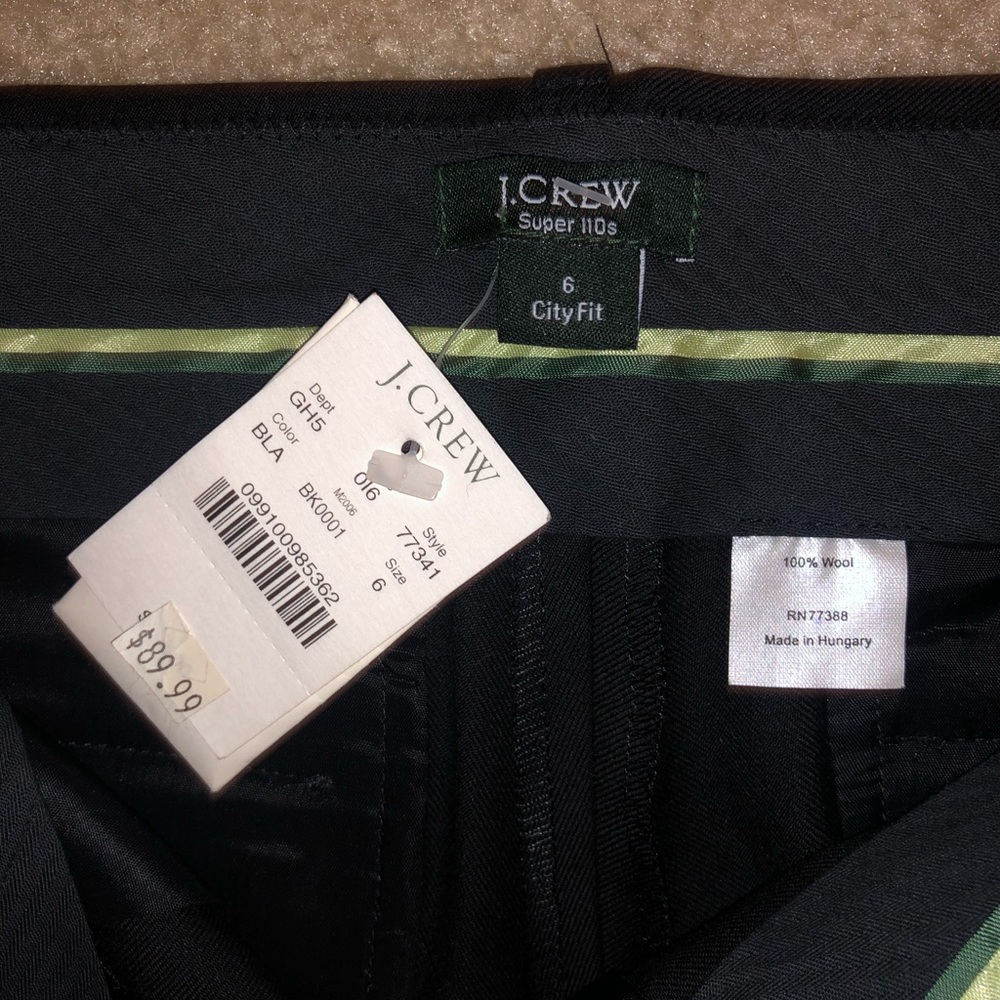 J.CREW
Super 110s
6
City Fit
J.CREW
Dept
GH5
016
Style
77341
Color
BLA
M2006
BK0001
Size
6
099100985362
$89.99
100% Wool
RN77388
Made in Hungary